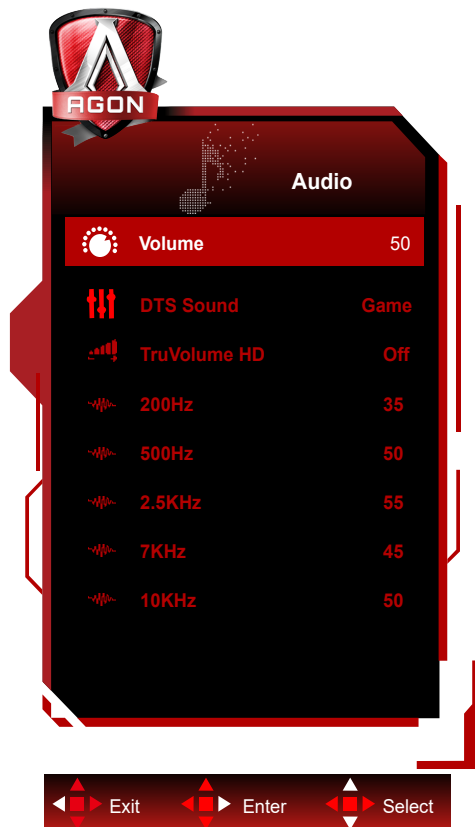 AGON
Audio
Volume 50
DTS Sound Game
TruVolume HD Off
200Hz 35
500Hz 50
2.5KHz 55
7KHz 45
10KHz 50
Exit Enter Select